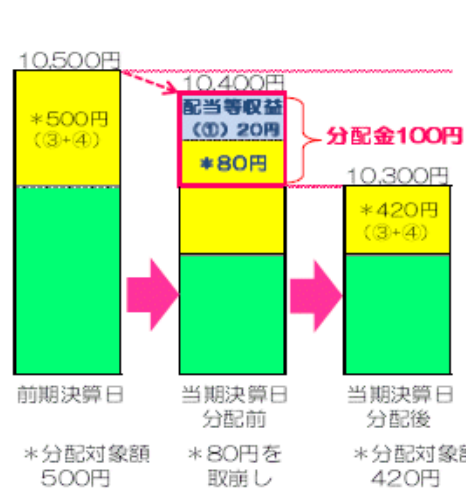 10,500円
10,400円
＊500円
（③+④）
配当等収益
（①）20円
＊80円
分配金100円
10,300円
＊420円
（③+④）
前期決算日
当期決算日
分配前
当期決算日
分配後
＊分配対象額
500円
＊80円を
取崩し
＊分配対象額
420円